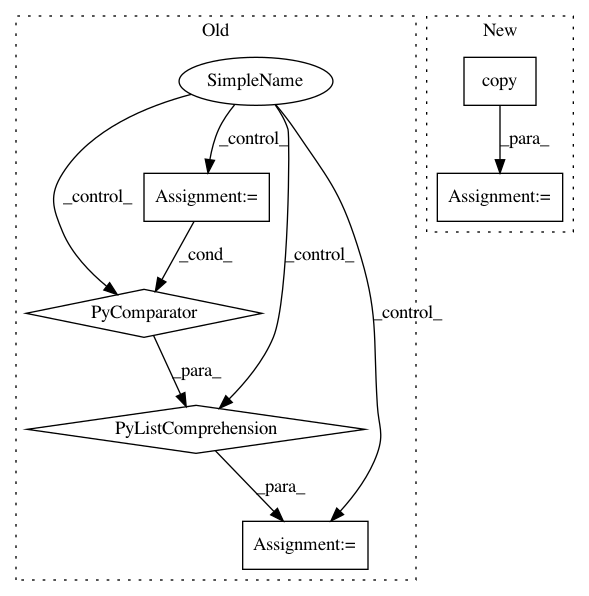 Old
New
SimpleName
copy
_control_
_para_
Assignment:=
Assignment:=
_control_
_cond_
_control_
_control_
PyComparator
_para_
PyListComprehension
_para_
Assignment:=